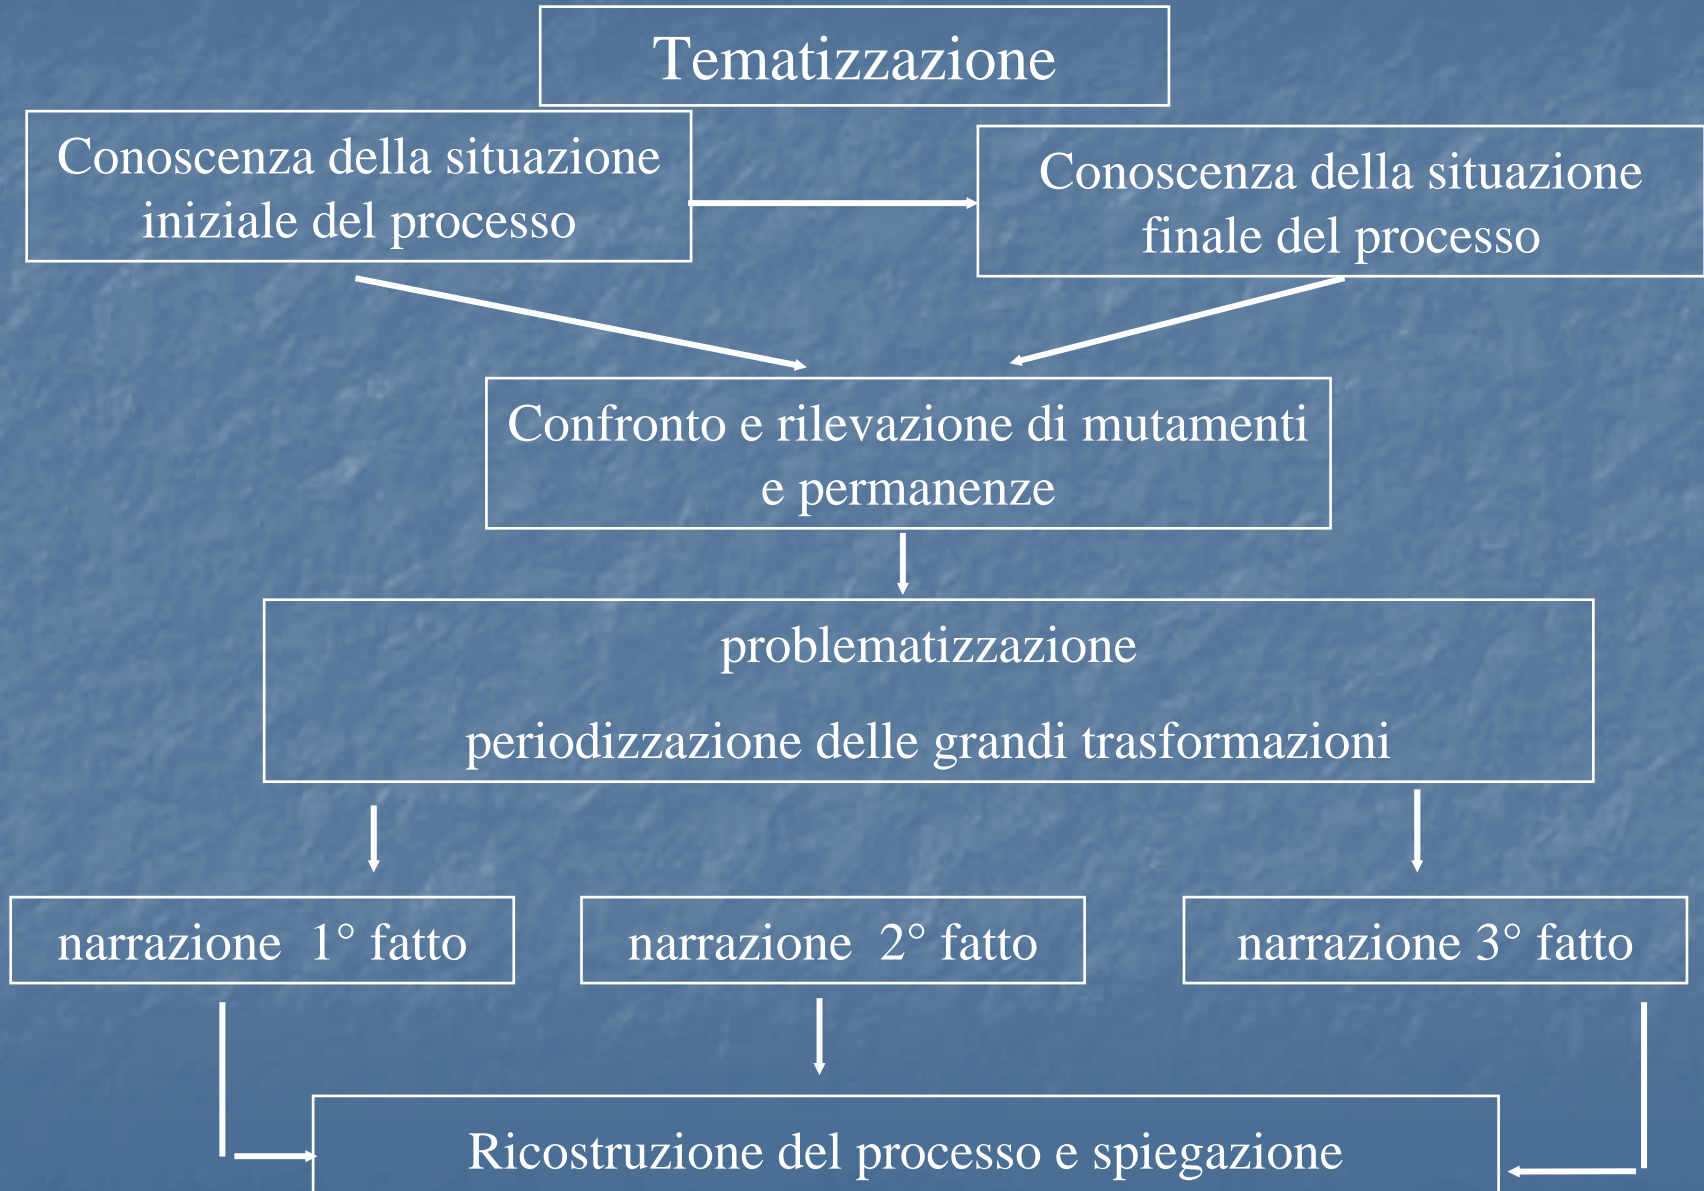 Tematizzazione
Conoscenza della situazione
iniziale del processo
Conoscenza della situazione
finale del processo
Confronto e rilevazione di mutamenti
e permanenze
problematizzazione
periodizzazione delle grandi trasformazioni
narrazione  1° fatto
narrazione  2° fatto
narrazione 3° fatto
Ricostruzione del processo e spiegazione